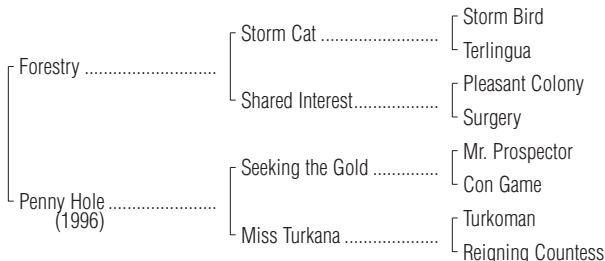 Storm Bird
Storm Cat ........................
Terlingua
Forestry ...........................
Pleasant Colony
Shared Interest.................
Surgery
Mr. Prospector
Seeking the Gold .............
Con Game
Penny Hole ......................
(1996)
Turkoman
Miss Turkana ...................
Reigning Countess